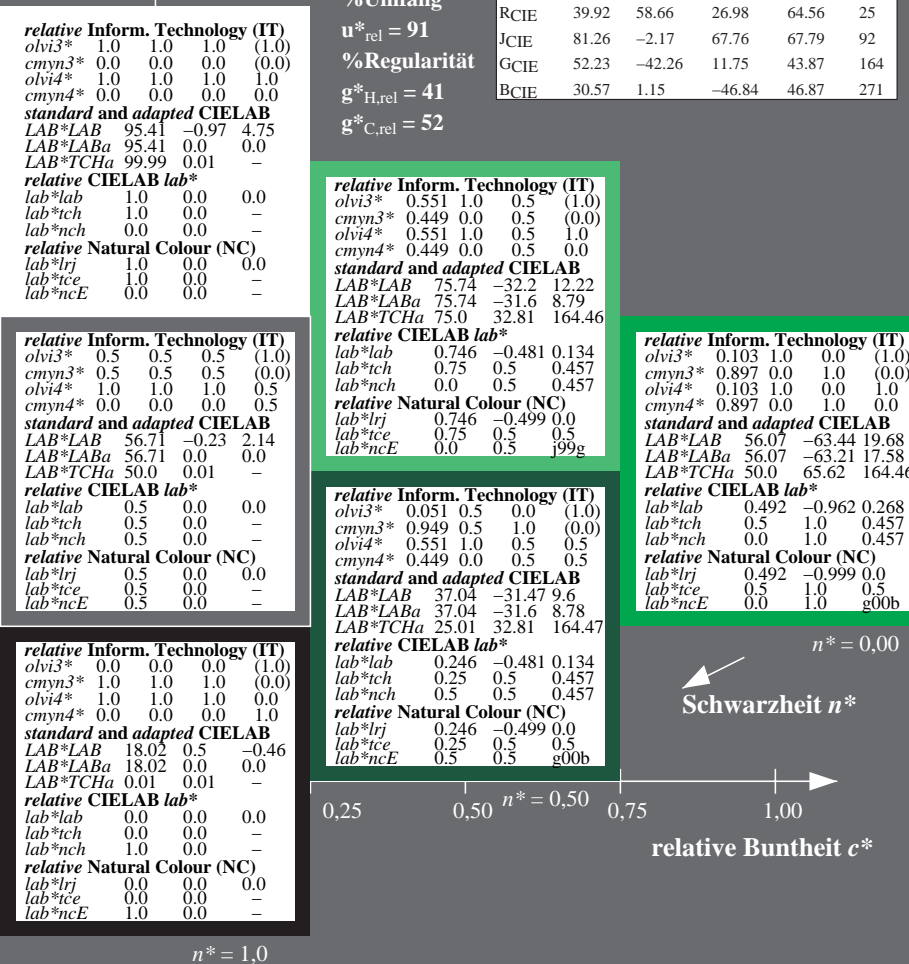 %Umfang
u*rel = 91
%Regularität
g*H,rel = 41
g*C,rel = 52
RCIE 39.92 58.66 26.98 64.56 25
JCIE 81.26 −2.17 67.76 67.79 92
GCIE 52.23 −42.26 11.75 43.87 164
BCIE 30.57 1.15 −46.84 46.87 271
relative Inform. Technology (IT)
olvi3* 1.0 1.0 1.0 (1.0)
cmyn3* 0.0 0.0 0.0 (0.0)
olvi4* 1.0 1.0 1.0 1.0
cmyn4* 0.0 0.0 0.0 0.0
standard and adapted CIELAB
LAB*LAB 95.41 −0.97 4.75
LAB*LABa 95.41 0.0 0.0
LAB*TCHa 99.99 0.01 –
relative CIELAB lab*
lab*lab 1.0 0.0 0.0
lab*tch 1.0 0.0 –
lab*nch 0.0 0.0 –
relative Natural Colour (NC)
lab*lrj 1.0 0.0 0.0
lab*tce 1.0 0.0 –
lab*ncE 0.0 0.0 –
relative Inform. Technology (IT)
olvi3* 0.551 1.0 0.5 (1.0)
cmyn3* 0.449 0.0 0.5 (0.0)
olvi4* 0.551 1.0 0.5 1.0
cmyn4* 0.449 0.0 0.5 0.0
standard and adapted CIELAB
LAB*LAB 75.74 −32.2 12.22
LAB*LABa 75.74 −31.6 8.79
LAB*TCHa 75.0 32.81 164.46
relative CIELAB lab*
lab*lab 0.746 −0.481 0.134
lab*tch 0.75 0.5 0.457
lab*nch 0.0 0.5 0.457
relative Natural Colour (NC)
lab*lrj 0.746 −0.499 0.0
lab*tce 0.75 0.5 0.5
lab*ncE 0.0 0.5 j99g
relative Inform. Technology (IT)
olvi3* 0.5 0.5 0.5 (1.0)
cmyn3* 0.5 0.5 0.5 (0.0)
olvi4* 1.0 1.0 1.0 0.5
cmyn4* 0.0 0.0 0.0 0.5
standard and adapted CIELAB
LAB*LAB 56.71 −0.23 2.14
LAB*LABa 56.71 0.0 0.0
LAB*TCHa 50.0 0.01 –
relative CIELAB lab*
lab*lab 0.5 0.0 0.0
lab*tch 0.5 0.0 –
lab*nch 0.5 0.0 –
relative Natural Colour (NC)
lab*lrj 0.5 0.0 0.0
lab*tce 0.5 0.0 –
lab*ncE 0.5 0.0 –
relative Inform. Technology (IT)
olvi3* 0.103 1.0 0.0 (1.0)
cmyn3* 0.897 0.0 1.0 (0.0)
olvi4* 0.103 1.0 0.0 1.0
cmyn4* 0.897 0.0 1.0 0.0
standard and adapted CIELAB
LAB*LAB 56.07 −63.44 19.68
LAB*LABa 56.07 −63.21 17.58
LAB*TCHa 50.0 65.62 164.46
relative CIELAB lab*
lab*lab 0.492 −0.962 0.268
lab*tch 0.5 1.0 0.457
lab*nch 0.0 1.0 0.457
relative Natural Colour (NC)
lab*lrj 0.492 −0.999 0.0
lab*tce 0.5 1.0 0.5
lab*ncE 0.0 1.0 g00b
relative Inform. Technology (IT)
olvi3* 0.051 0.5 0.0 (1.0)
cmyn3* 0.949 0.5 1.0 (0.0)
olvi4* 0.551 1.0 0.5 0.5
cmyn4* 0.449 0.0 0.5 0.5
standard and adapted CIELAB
LAB*LAB 37.04 −31.47 9.6
LAB*LABa 37.04 −31.6 8.78
LAB*TCHa 25.01 32.81 164.47
relative CIELAB lab*
lab*lab 0.246 −0.481 0.134
lab*tch 0.25 0.5 0.457
lab*nch 0.5 0.5 0.457
relative Natural Colour (NC)
lab*lrj 0.246 −0.499 0.0
lab*tce 0.25 0.5 0.5
lab*ncE 0.5 0.5 g00b
relative Inform. Technology (IT)
olvi3* 0.0 0.0 0.0 (1.0)
cmyn3* 1.0 1.0 1.0 (0.0)
olvi4* 1.0 1.0 1.0 0.0
cmyn4* 0.0 0.0 0.0 1.0
standard and adapted CIELAB
LAB*LAB 18.02 0.5 −0.46
LAB*LABa 18.02 0.0 0.0
LAB*TCHa 0.01 0.01 –
relative CIELAB lab*
lab*lab 0.0 0.0 0.0
lab*tch 0.0 0.0 –
lab*nch 1.0 0.0 –
relative Natural Colour (NC)
lab*lrj 0.0 0.0 0.0
lab*tce 0.0 0.0 –
lab*ncE 1.0 0.0 –
n* = 0,00
Schwarzheit n*
0,25 0,50 n* = 0,50 0,75 1,00
relative Buntheit c*
n* = 1,0